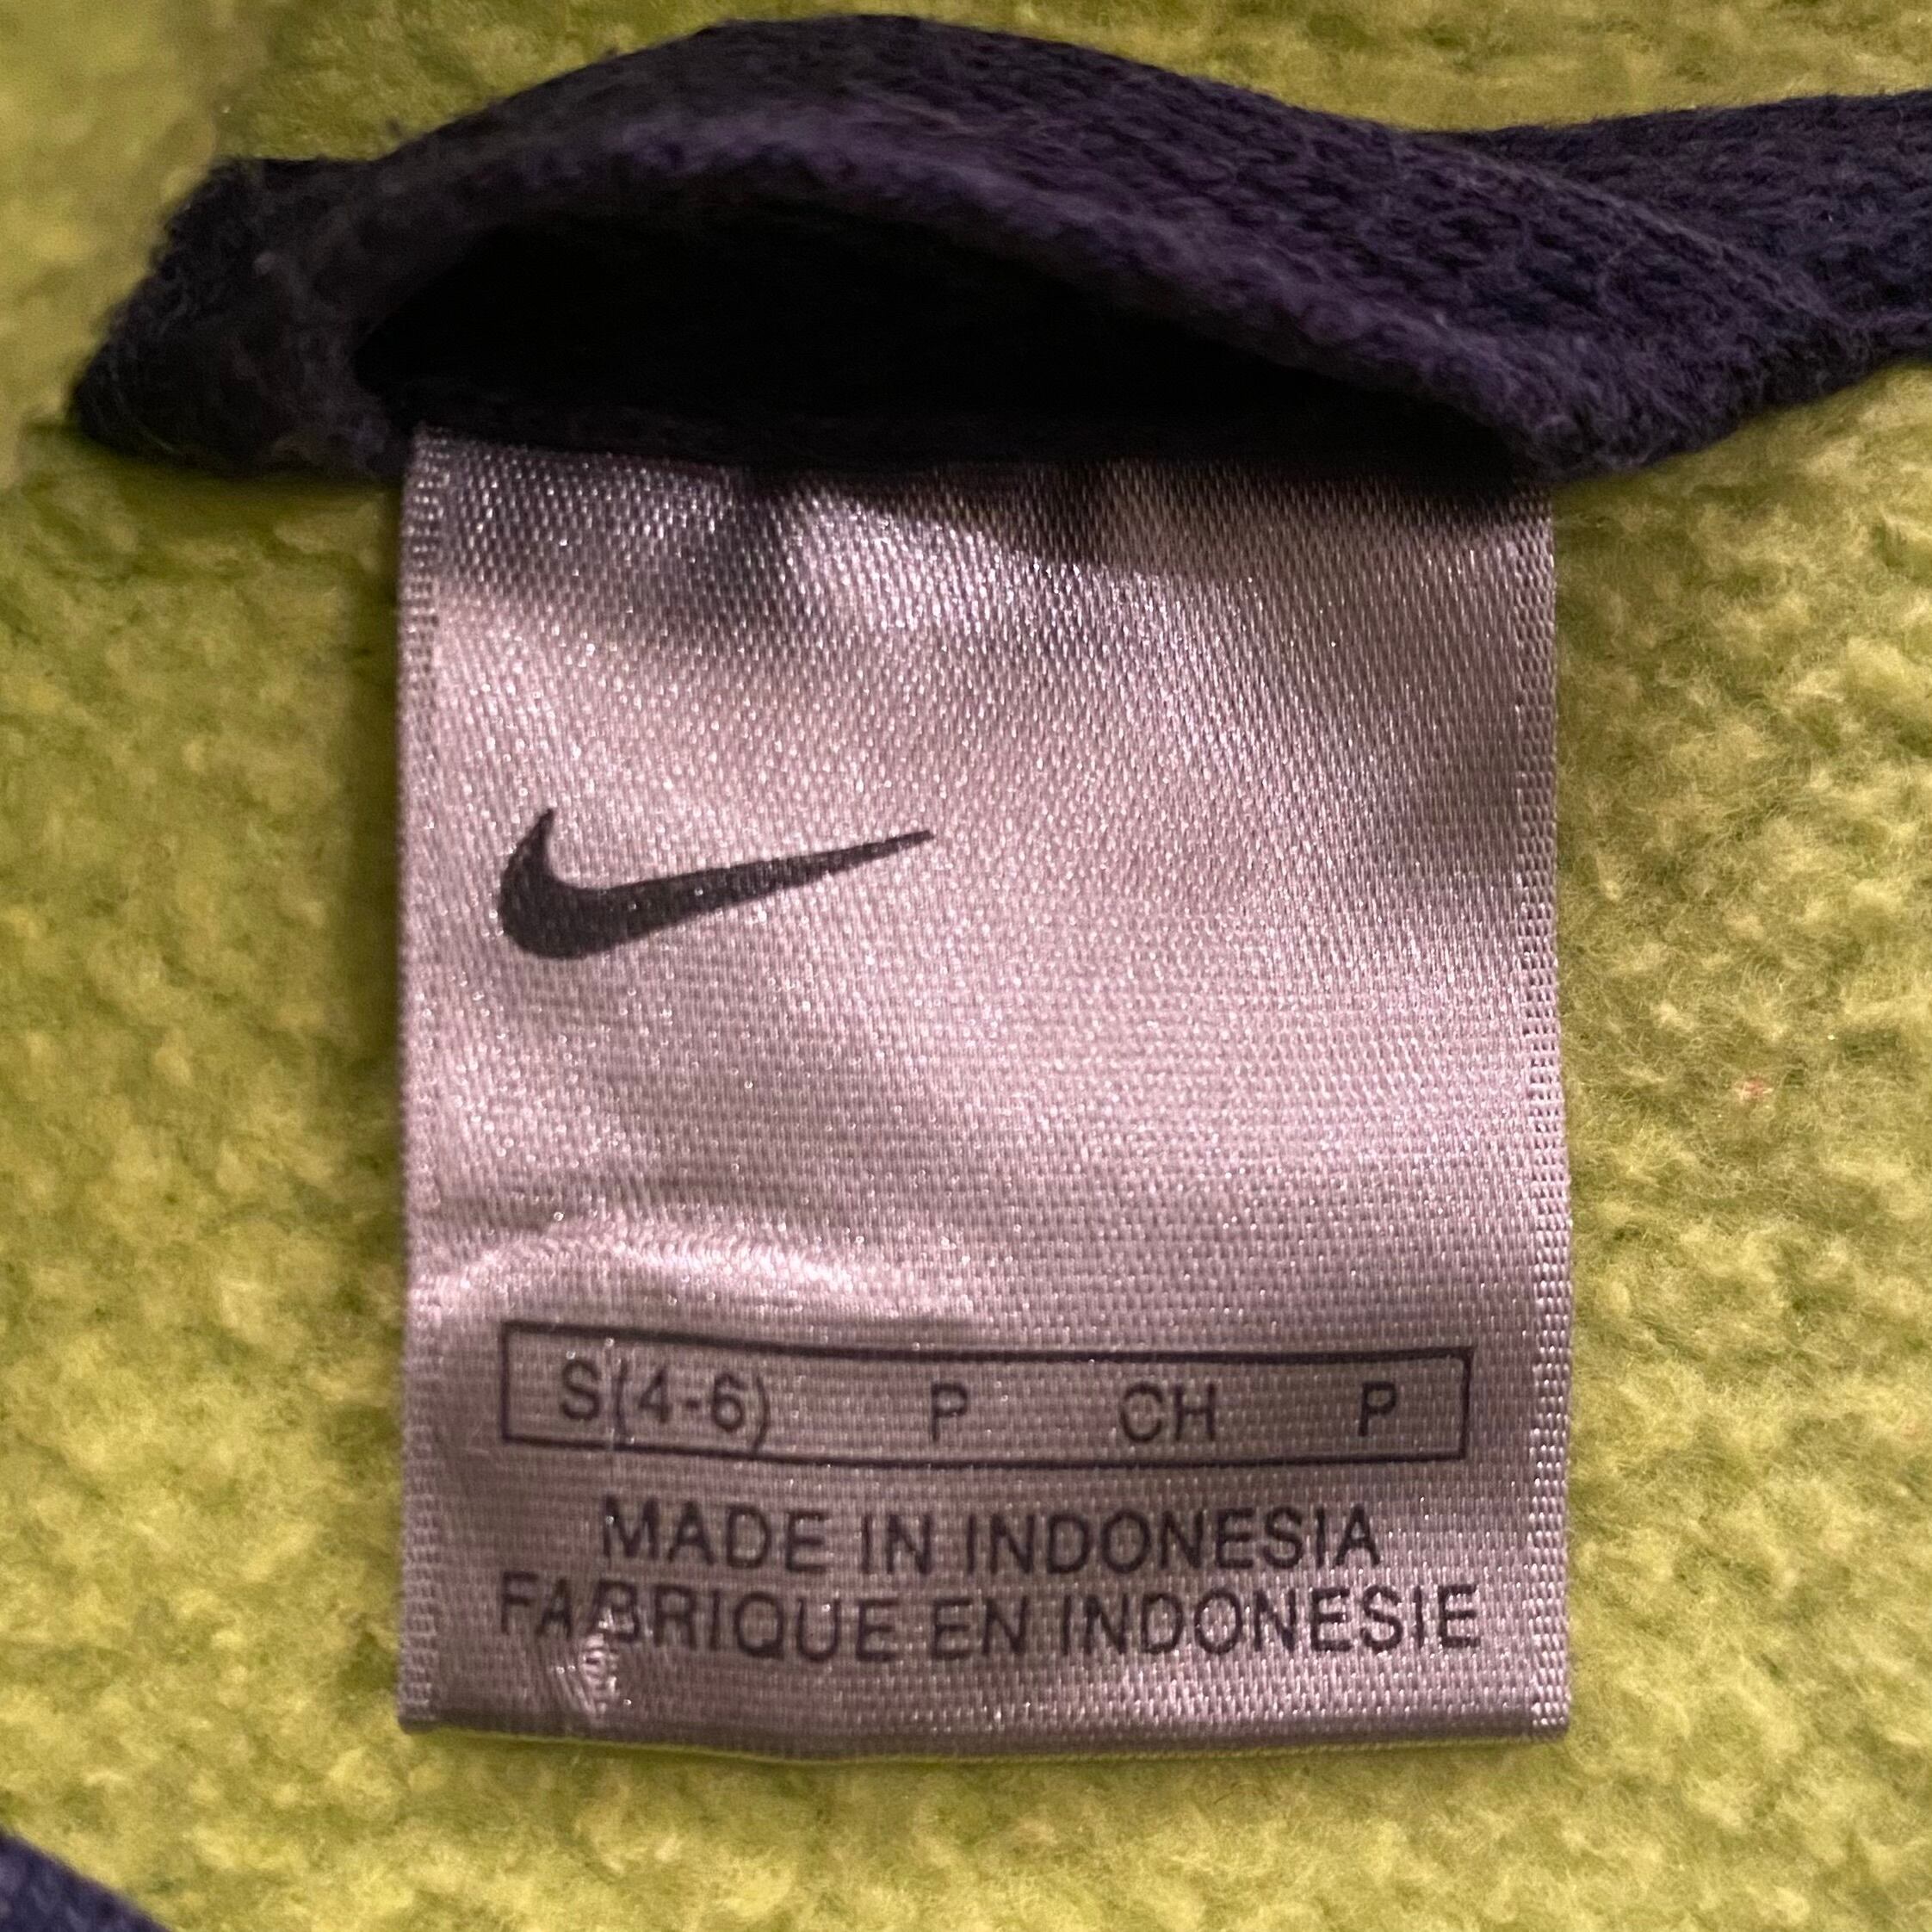 S(4-6) P CH P
MADE IN INDONESIA
FABRIQUE EN INDONESIE